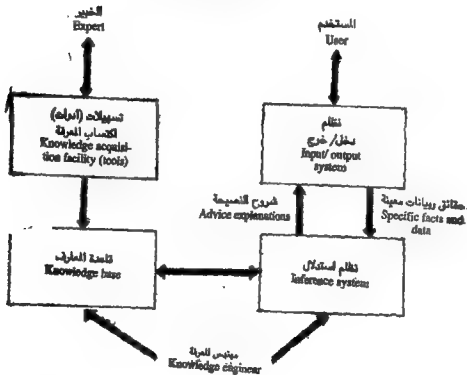 الخبير
Expert
المستخدم
User
تسهيلات (أدوات)
اكتساب المعرفة
Knowledge acquisi-
tion facility (tools)
نظام
دخل/ خرج
Input/ output
system
شروح النصيحة
Advice explanations
حقائق وبيانات معينة
Specific facts and
data
قاعدة المعارف
Knowledge base
نظام استدلال
Inference system
مهندس المعرفة
Knowledge engineer